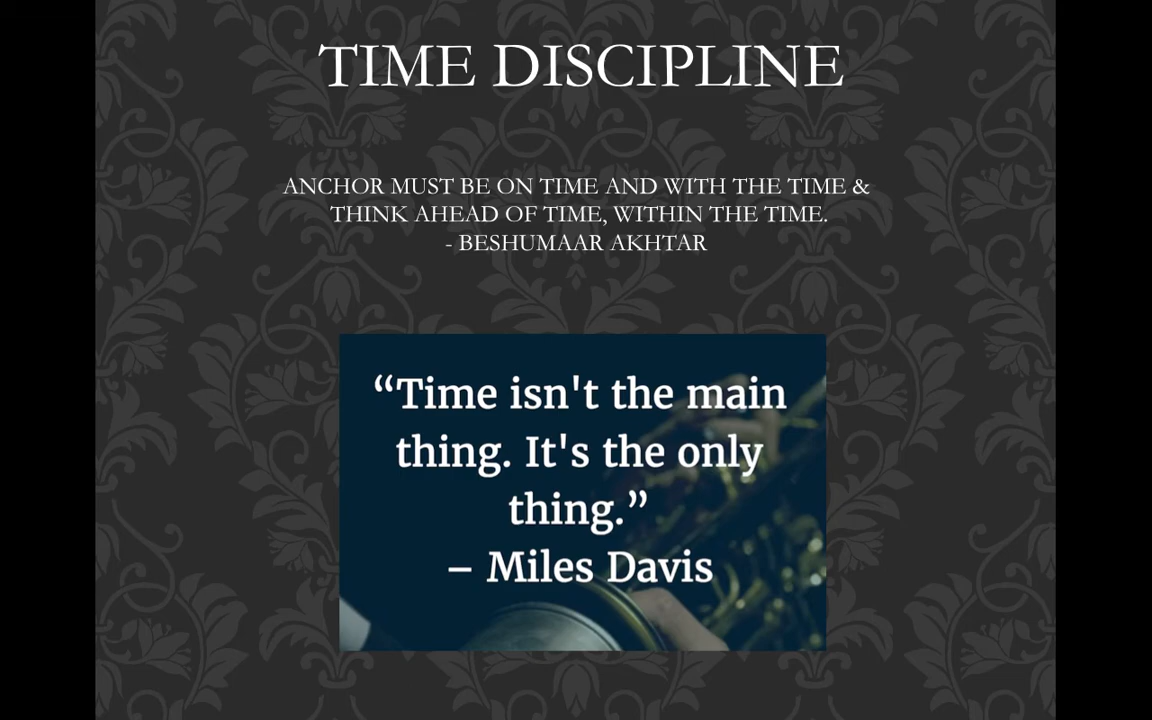 TIME DISCIPLINE
ANCHOR MUST BE ON TIME AND WITH THE TIME &
THINK AHEAD OF TIME, WITHIN THE TIME.
- BESHUMAAR AKHTAR
“Time isn't the main
thing. It's the only
thing.”
– Miles Davis